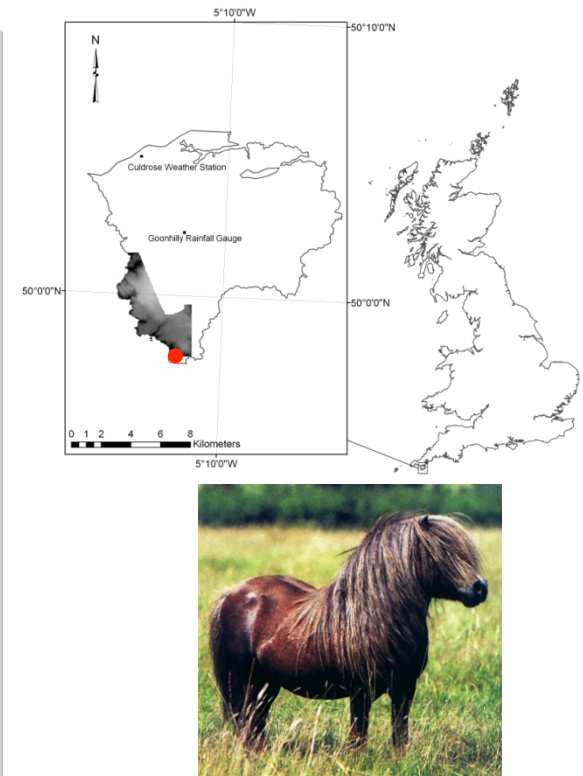 5°10'0"W
50°10'0"N
N
Culdrose Weather Station
Goonhilly Rainfall Gauge
50°0'0"N
50°0'0"N
0 1 2 4 6 8
Kilometers
5°10'0"W